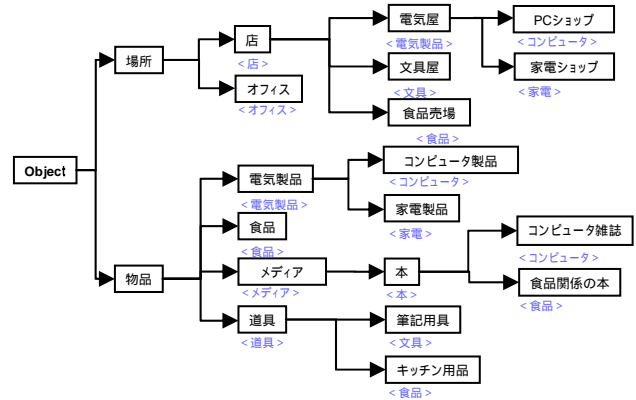 電気屋
PCショップ
<電気製品>
<コンピュータ>
店
<店>
場所
文具屋
家電ショップ
<文具>
<家電>
オフィス
<オフィス>
食品売場
<食品>
Object
コンピュータ製品
<コンピュータ>
電気製品
<電気製品>
家電製品
<家電>
食品
<食品>
コンピュータ雑誌
<コンピュータ>
物品
メディア
<メディア>
本
<本>
食品関係の本
<食品>
道具
<道具>
筆記用具
<文具>
キッチン用品
<食品>